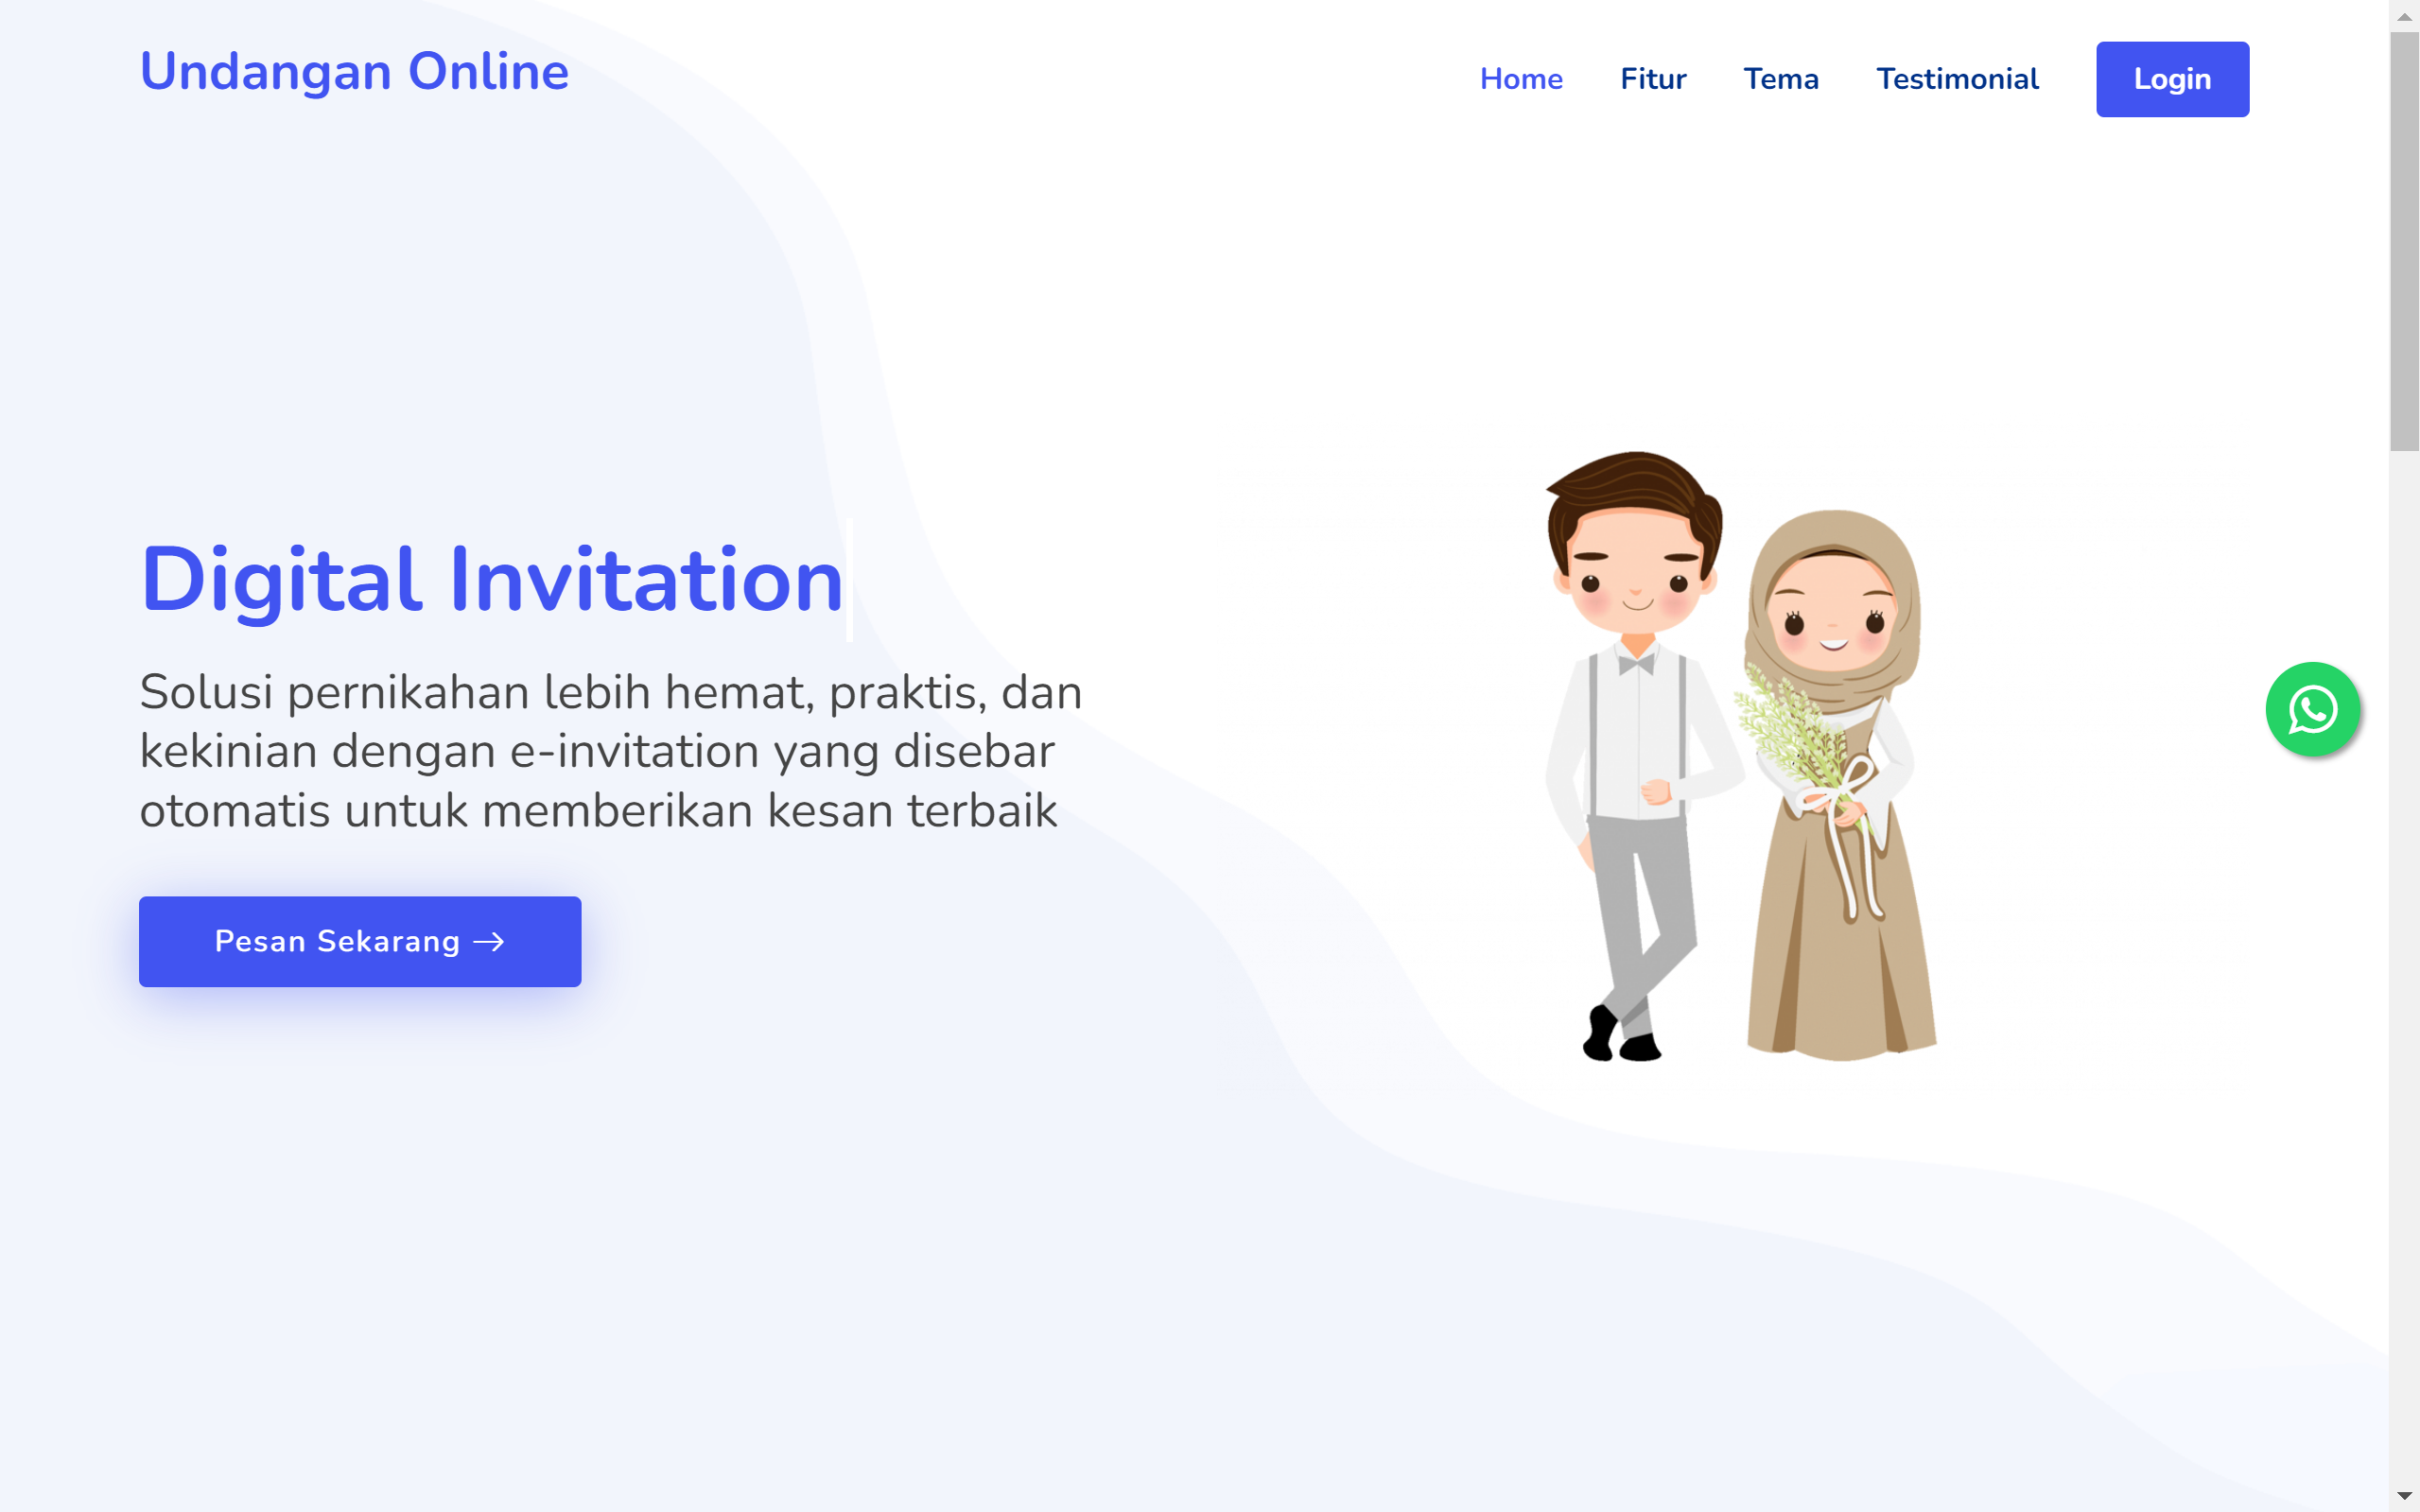 Undangan Online
Home
Fitur
Tema
Testimonial
Login
Digital Invitation
Solusi pernikahan lebih hemat, praktis, dan
kekinian dengan e-invitation yang disebar
otomatis untuk memberikan kesan terbaik
Pesan Sekarang →